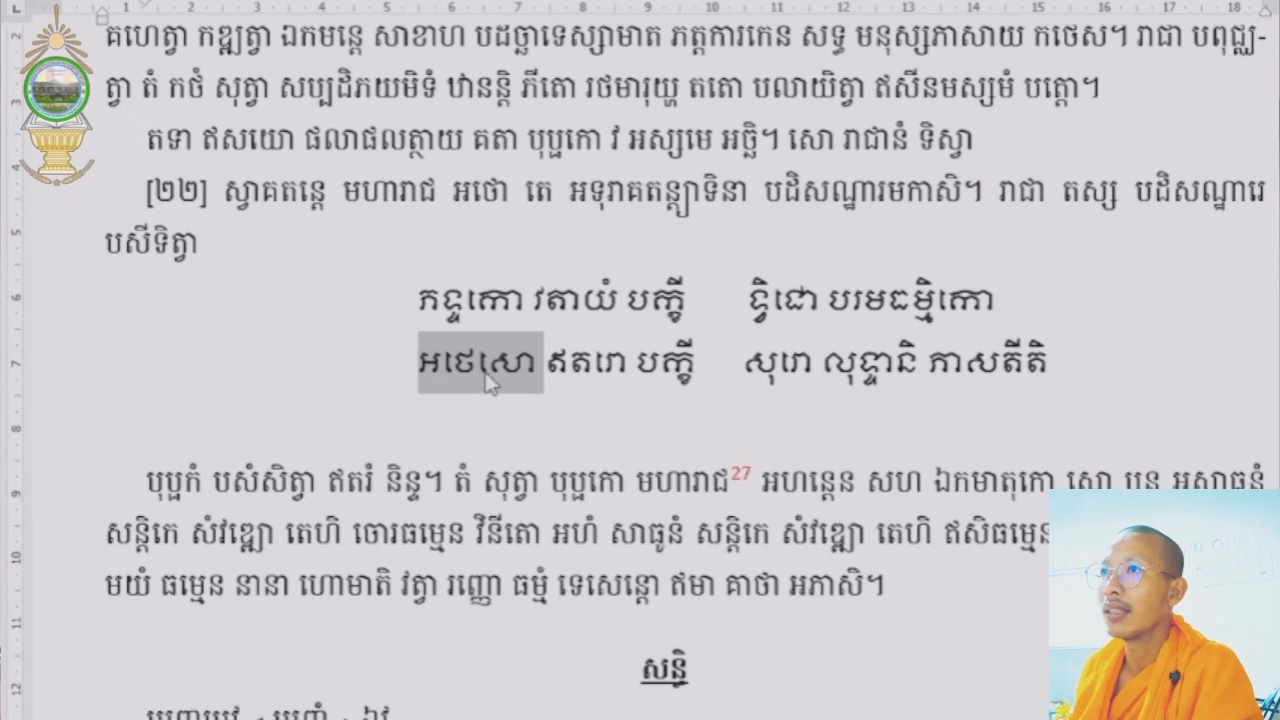 គហេត្វា កឌ្ឍត្វា ឯកមន្តេ សាខាហ បដច្ឆាទេស្សាមាត ភត្តការកេន សទ្ធ មនុស្សភាសាយ កថេស។ រាជា បពុជ្ឈ-
ត្វា តំ កថំ សុត្វា សប្បដិភយមិទំ ឋានន្តិ ភីតោ រថមារុយ្ហ តតោ បលាយិត្វា ឥសីនមស្សមំ បត្តោ។
តទា ឥសយោ ផលាផលត្ថាយ គតា បុប្ផកោ វ អស្សមេ អច្ឆិ។ សោ រាជានំ ទិស្វា
[២២] ស្វាគតន្តេ មហារាជ អថោ តេ អទុរាគតន្ត្យាទិនា បដិសណ្ឋារមកាសិ។ រាជា តស្ស បដិសណ្ឋារេ
បសីទិត្វា
ភទ្ទកោ វតាយំ បក្ខី ទ្វិជោ បរមធម្មិកោ
អថេសោ ឥតរោ បក្ខី សុរោ លុទ្ទានិ ភាសតីតិ
បុប្ផកំ បសំសិត្វា ឥតរំ និន្ទ។ តំ សុត្វា បុប្ផកោ មហារាជ27 អហន្តេន សហ ឯកមាតុកោ សោ បន អសាធូនំ
សន្តិកេ សំវឌ្ឍោ តេហិ ចោរធម្មេន វិនីតោ អហំ សាធូនំ សន្តិកេ សំវឌ្ឍោ តេហិ ឥសិធម្មេន
មយំ ធម្មេន នានា ហោមាតិ វត្វា រញ្ញោ ធម្មំ ទេសេន្តោ ឥមា គាថា អភាសិ។
សន្ធិ